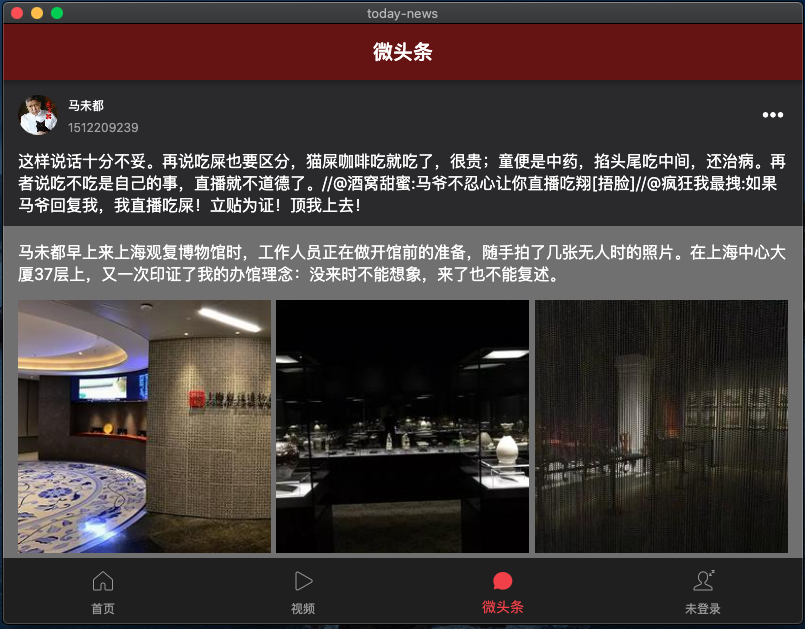 today-news
微头条
马未都
1512209239
这样说话十分不妥。再说吃屎也要区分，猫屎咖啡吃就吃了，很贵；童便是中药，掐头尾吃中间，还治病。再
者说吃不吃是自己的事，直播就不道德了。//@酒窝甜蜜:马爷不忍心让你直播吃翔[捂脸]//@疯狂我最拽:如果
马爷回复我，我直播吃屎！立贴为证！顶我上去！
马未都早上来上海观复博物馆时，工作人员正在做开馆前的准备，随手拍了几张无人时的照片。在上海中心大
厦37层上，又一次印证了我的办馆理念：没来时不能想象，来了也不能复述。
首页
视频
微头条
未登录